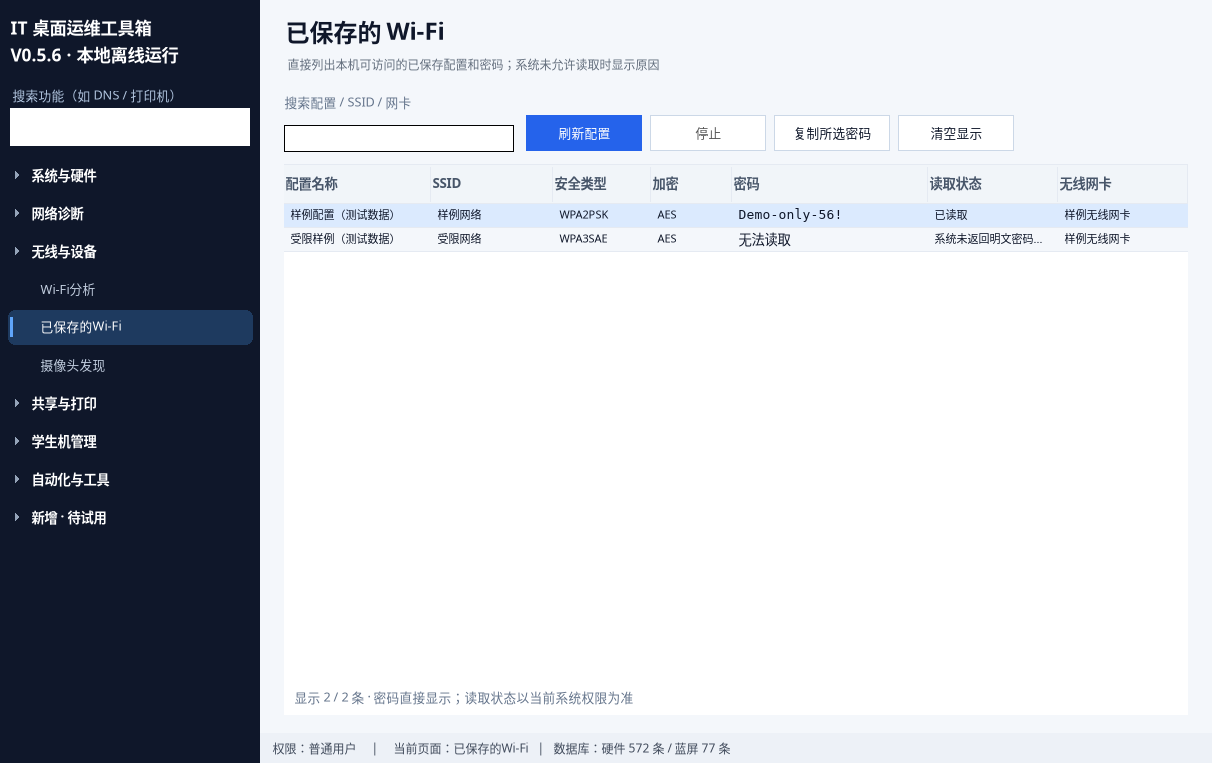 IT 桌面运维工具箱
V0.5.6 · 本地离线运行
搜索功能（如 DNS / 打印机）
系统与硬件
网络诊断
无线与设备
Wi-Fi分析
已保存的Wi-Fi
摄像头发现
共享与打印
学生机管理
自动化与工具
新增 · 待试用
已保存的 Wi-Fi
直接列出本机可访问的已保存配置和密码；系统未允许读取时显示原因
搜索配置 / SSID / 网卡
刷新配置 停止 复制所选密码 清空显示
配置名称 SSID 安全类型 加密 密码 读取状态 无线网卡
样例配置（测试数据） 样例网络 WPA2PSK AES Demo-only-56! 已读取 样例无线网卡
受限样例（测试数据） 受限网络 WPA3SAE AES 无法读取 系统未返回明文密码... 样例无线网卡
显示 2 / 2 条 · 密码直接显示；读取状态以当前系统权限为准
权限：普通用户 | 当前页面：已保存的Wi-Fi | 数据库：硬件 572 条 / 蓝屏 77 条